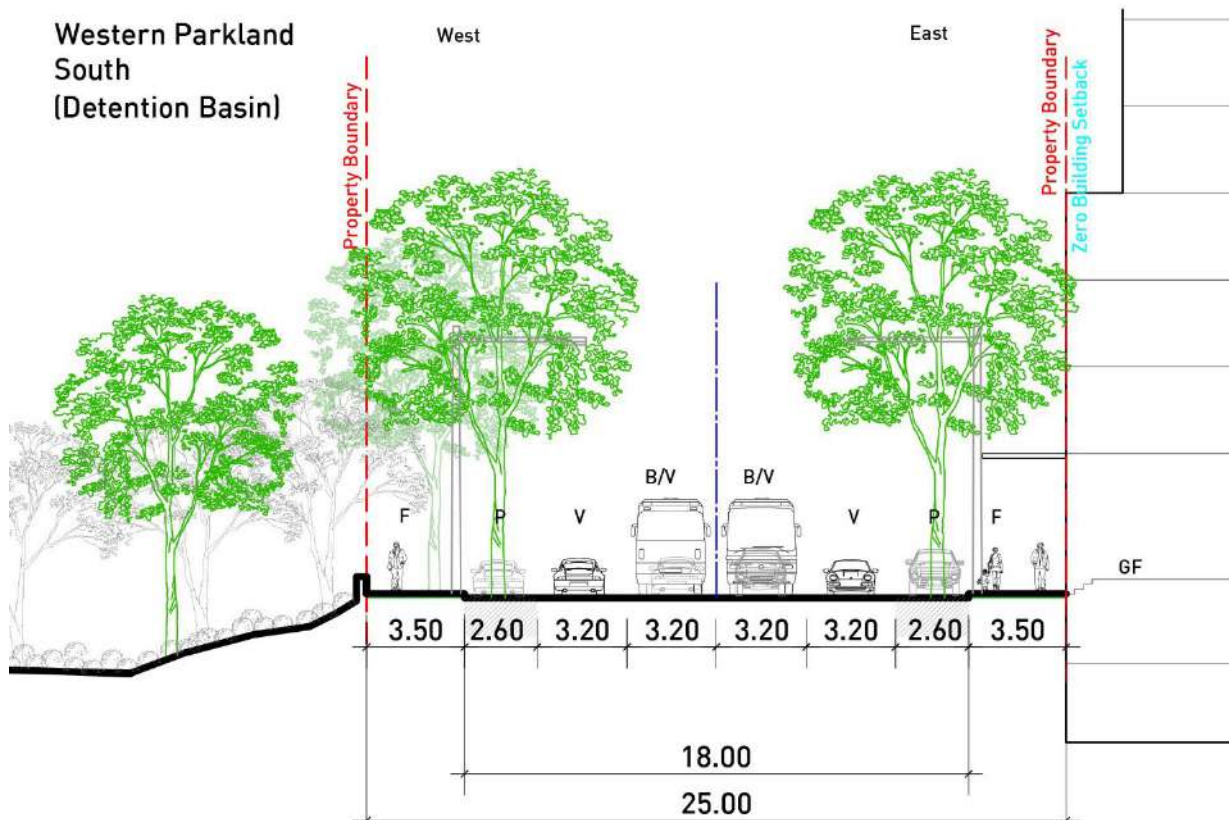 Western Parkland
South
(Detention Basin)
West
East
Property Boundary
Property Boundary
Zero Building Setback
B/V
B/V
F
P
V
V
P
F
GF
3.50
2.60
3.20
3.20
3.20
3.20
2.60
3.50
18.00
25.00